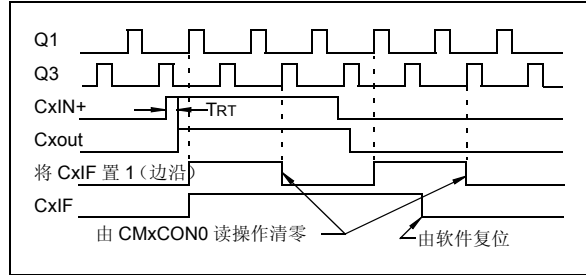 Q1
Q3
CxIN+
TRT
Cxout
将 CxIF 置 1（边沿）
CxIF
由 CMxCON0 读操作清零
由软件复位